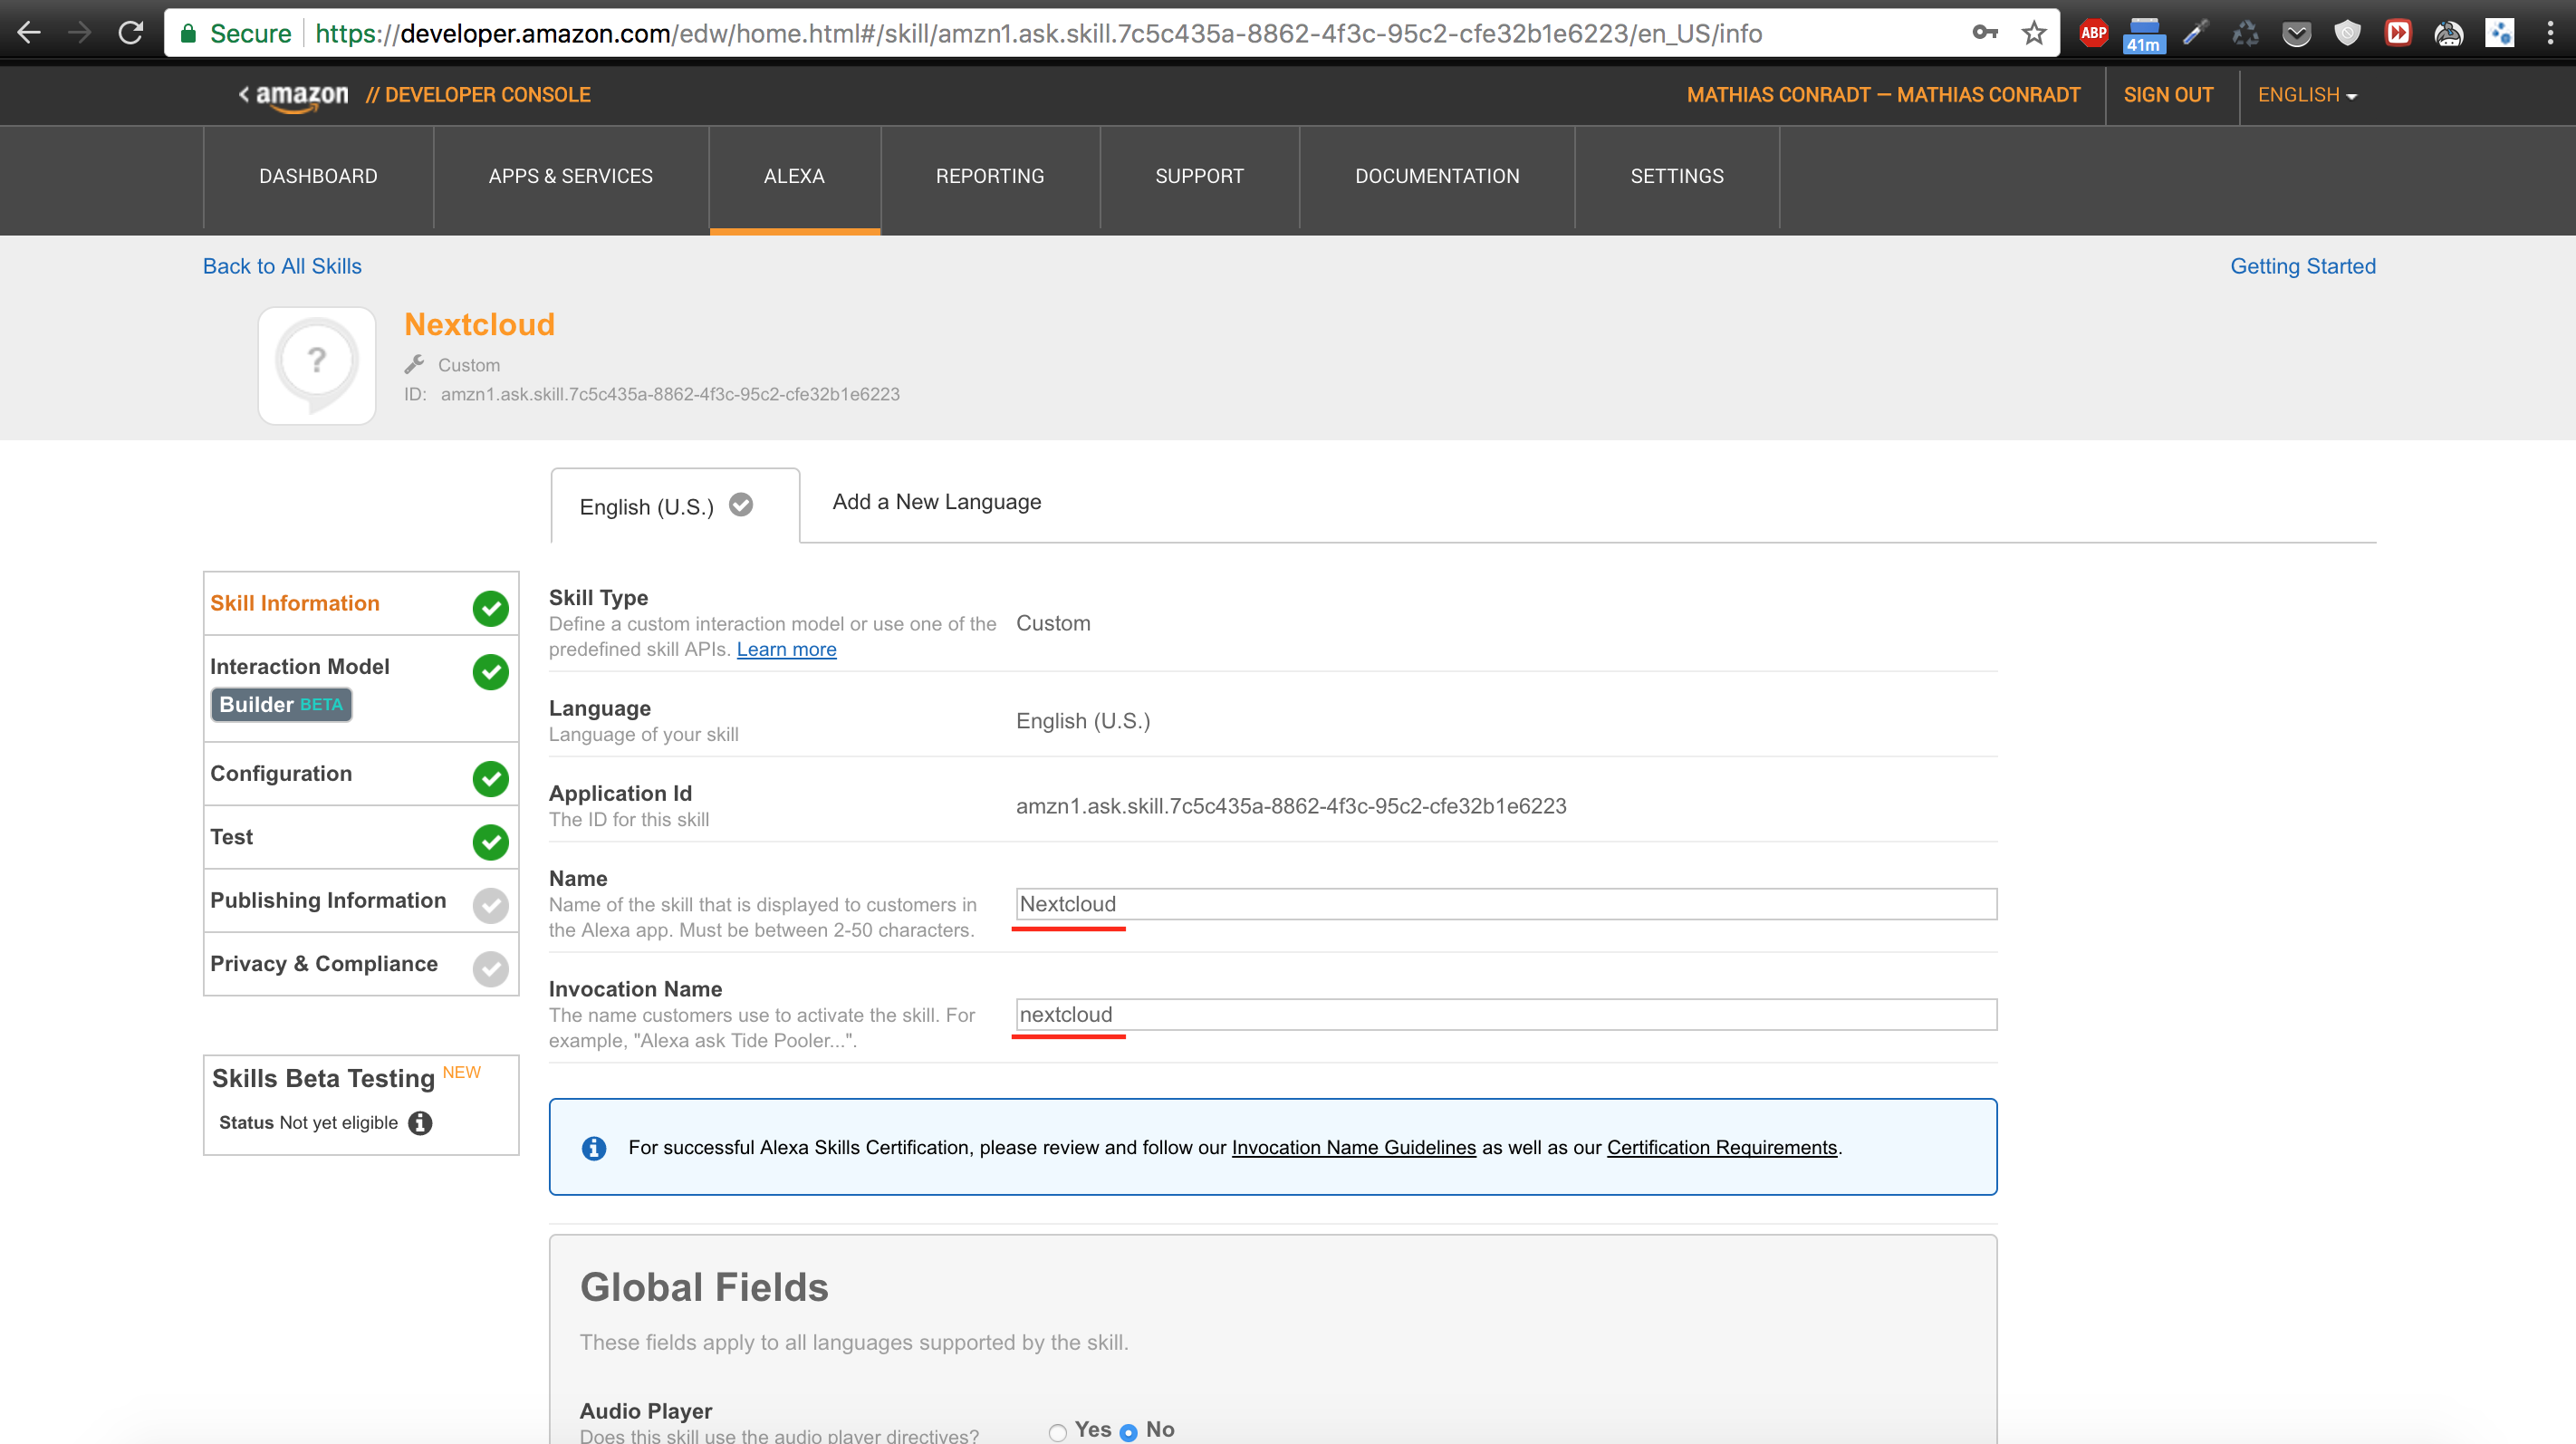 Secure https://developer.amazon.com/edw/home.html#/skill/amzn1.ask.skill.7c5c435a-8862-4f3c-95c2-cfe32b1e6223/en_US/info
ABP 41m
amazon // DEVELOPER CONSOLE MATHIAS CONRADT — MATHIAS CONRADT SIGN OUT ENGLISH
DASHBOARD APPS & SERVICES ALEXA REPORTING SUPPORT DOCUMENTATION SETTINGS
Back to All Skills Getting Started
?
Nextcloud
Custom
ID: amzn1.ask.skill.7c5c435a-8862-4f3c-95c2-cfe32b1e6223
English (U.S.) Add a New Language
Skill Information
Interaction Model
Builder BETA
Configuration
Test
Publishing Information
Privacy & Compliance
Skills Beta Testing NEW
Status Not yet eligible
Skill Type
Define a custom interaction model or use one of the Custom
predefined skill APIs. Learn more
Language
Language of your skill English (U.S.)
Application Id
The ID for this skill amzn1.ask.skill.7c5c435a-8862-4f3c-95c2-cfe32b1e6223
Name
Name of the skill that is displayed to customers in Nextcloud
the Alexa app. Must be between 2-50 characters.
Invocation Name
The name customers use to activate the skill. For nextcloud
example, "Alexa ask Tide Pooler...".
For successful Alexa Skills Certification, please review and follow our Invocation Name Guidelines as well as our Certification Requirements.
Global Fields
These fields apply to all languages supported by the skill.
Audio Player
Does this skill use the audio player directives? Yes No